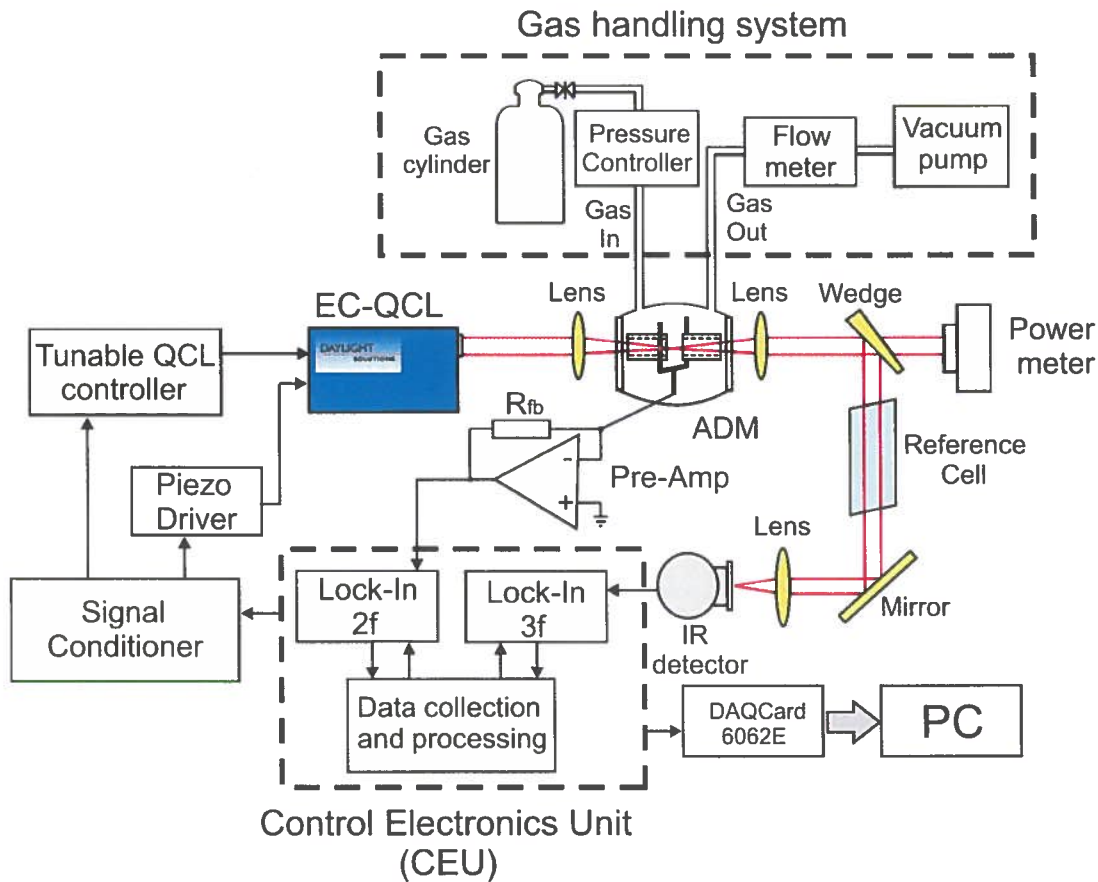 Gas handling system
Gas
cylinder
Pressure
Controller
Flow
meter
Vacuum
pump
Gas
In
Gas
Out
EC-QCL
Lens
Lens
Wedge
Power
meter
Tunable QCL
controller
DAYLIGHT
SOLUTIONS
ADM
Rfb
-
+
Pre-Amp
Reference
Cell
Piezo
Driver
Lens
Mirror
Signal
Conditioner
Lock-In
2f
Lock-In
3f
IR
detector
Data collection
and processing
DAQCard
6062E
PC
Control Electronics Unit
(CEU)